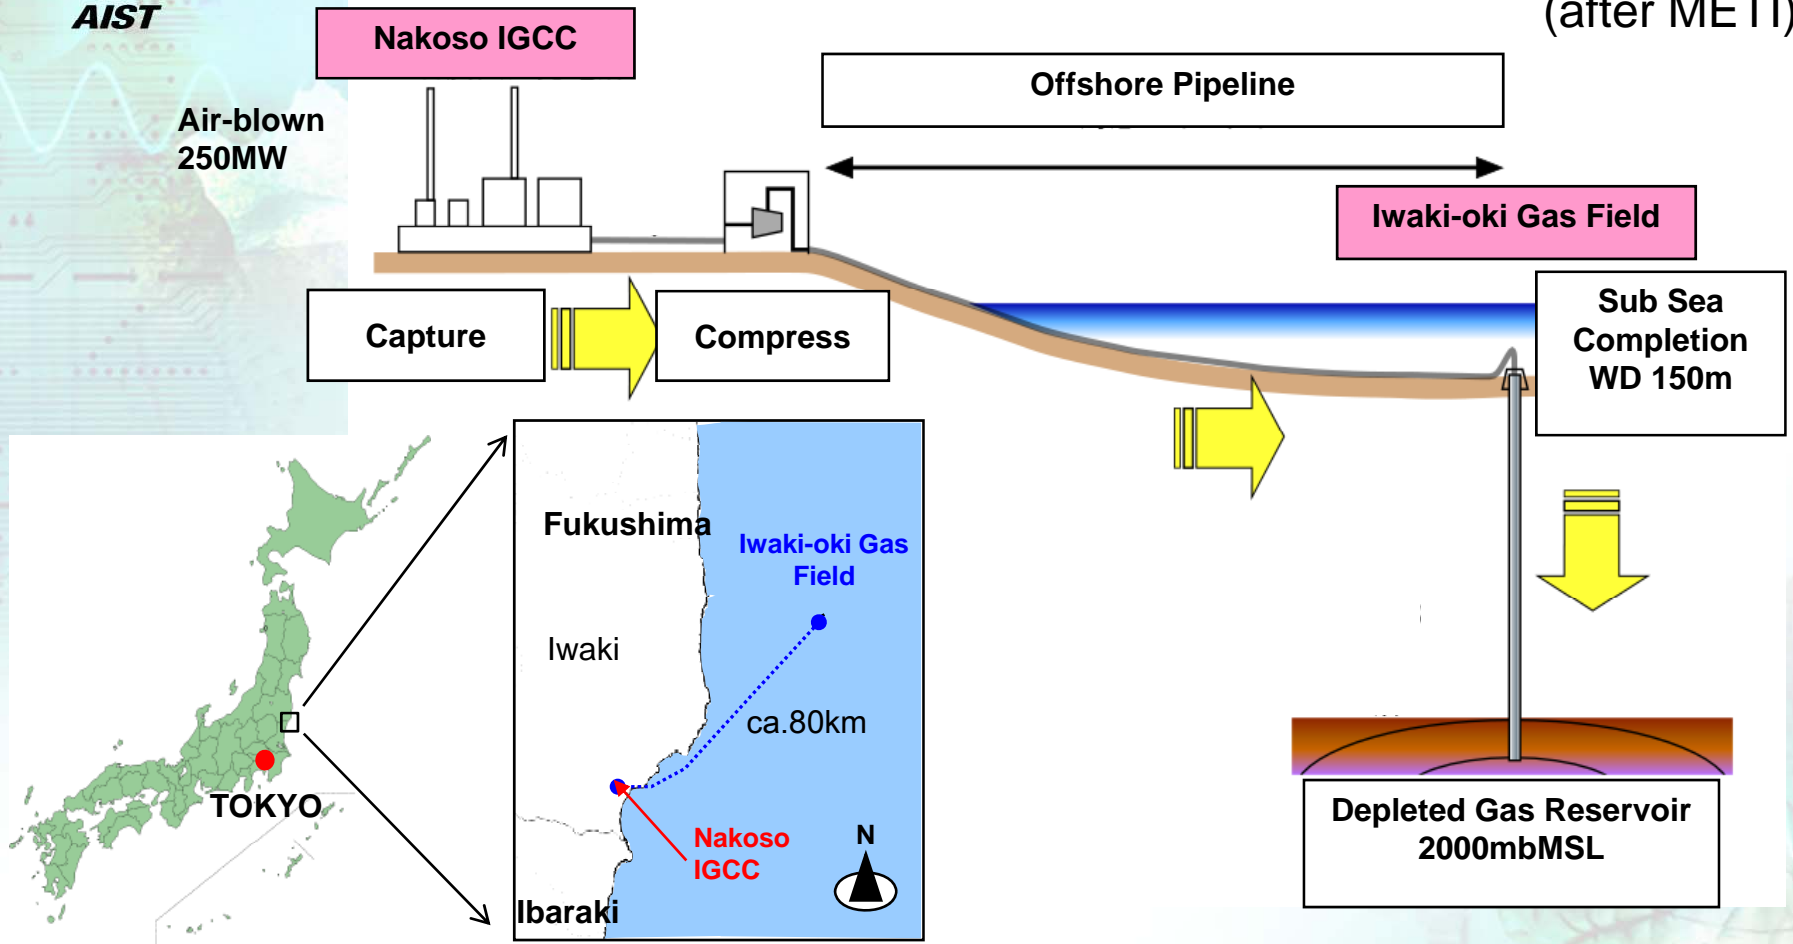 AIST
(after METI)
Nakoso IGCC
Offshore Pipeline
Air-blown
250MW
Iwaki-oki Gas Field
Capture
Compress
Sub Sea
Completion
WD 150m
Fukushima
Iwaki-oki Gas
Field
Iwaki
ca.80km
TOKYO
Nakoso
IGCC
N
Ibaraki
Depleted Gas Reservoir
2000mbMSL